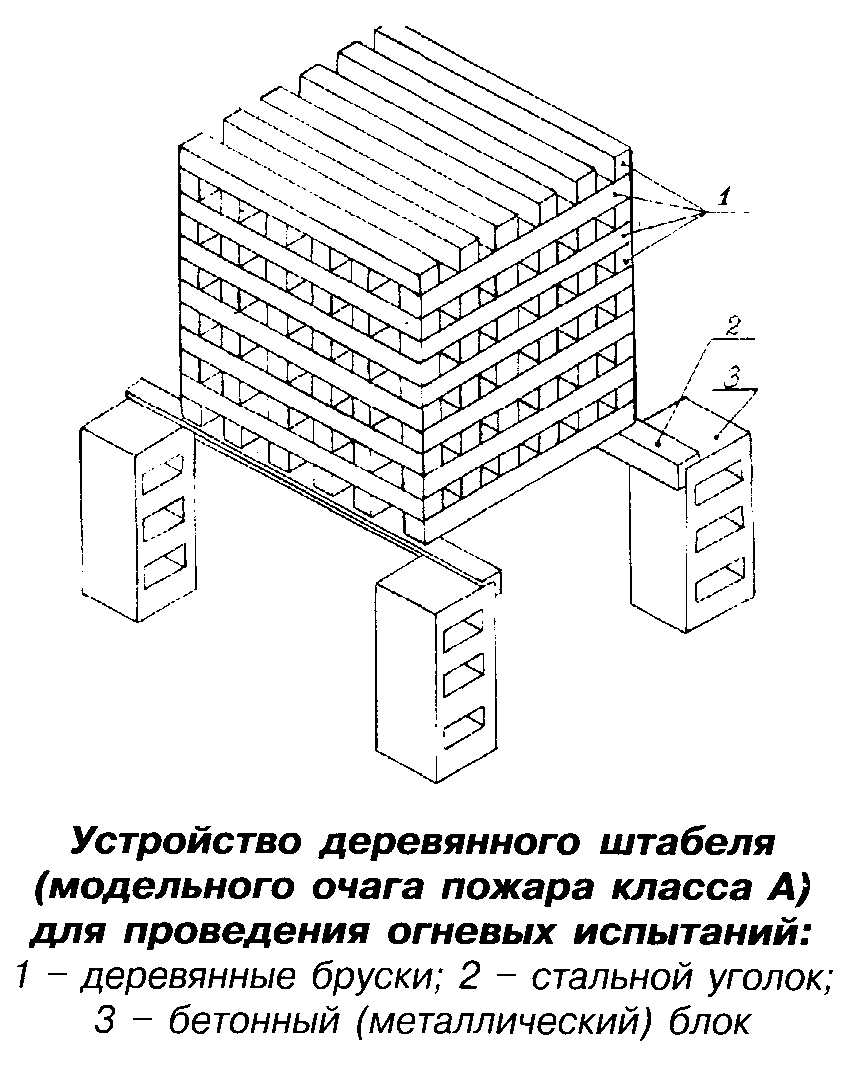 1
2
3
Устройство деревянного штабеля
(модельного очага пожара класса А)
для проведения огневых испытаний:
1 – деревянные бруски; 2 – стальной уголок;
3 – бетонный (металлический) блок